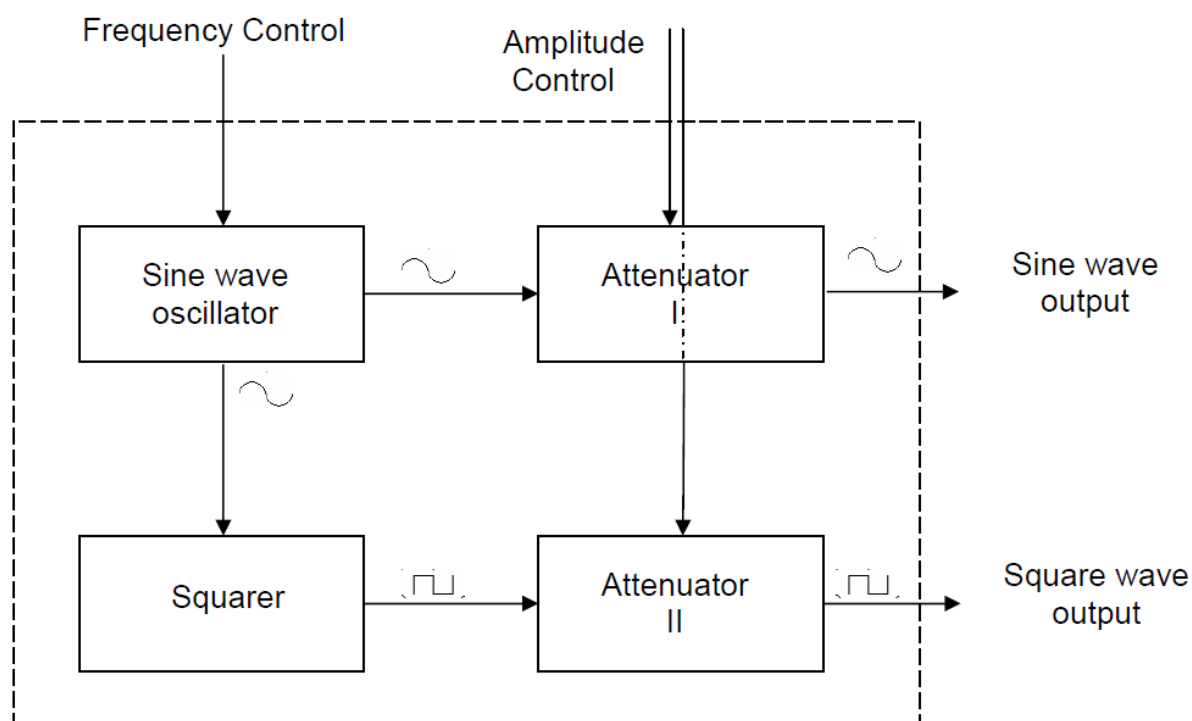 Frequency Control
Amplitude
Control
Sine wave
oscillator
Attenuator
I
Sine wave
output
Squarer
Attenuator
II
Square wave
output